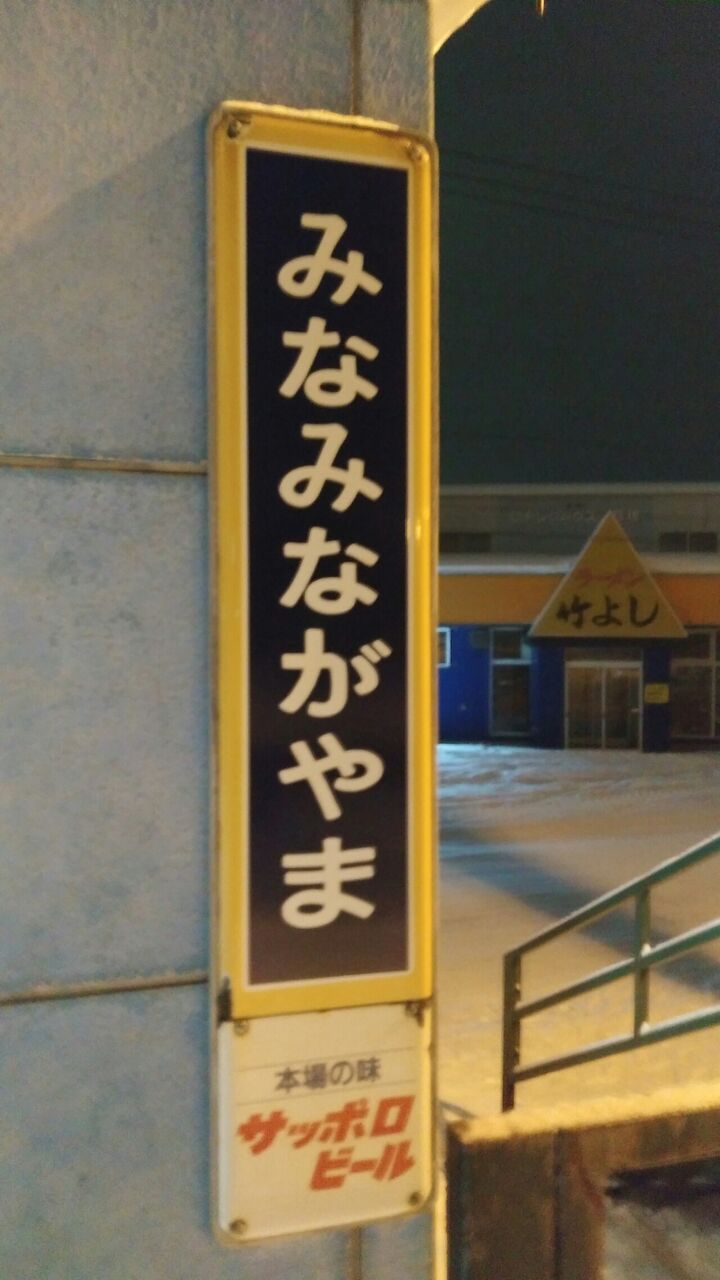 みなみながやま
本場の味
サッポロ
ビール
ラーメン
竹よし